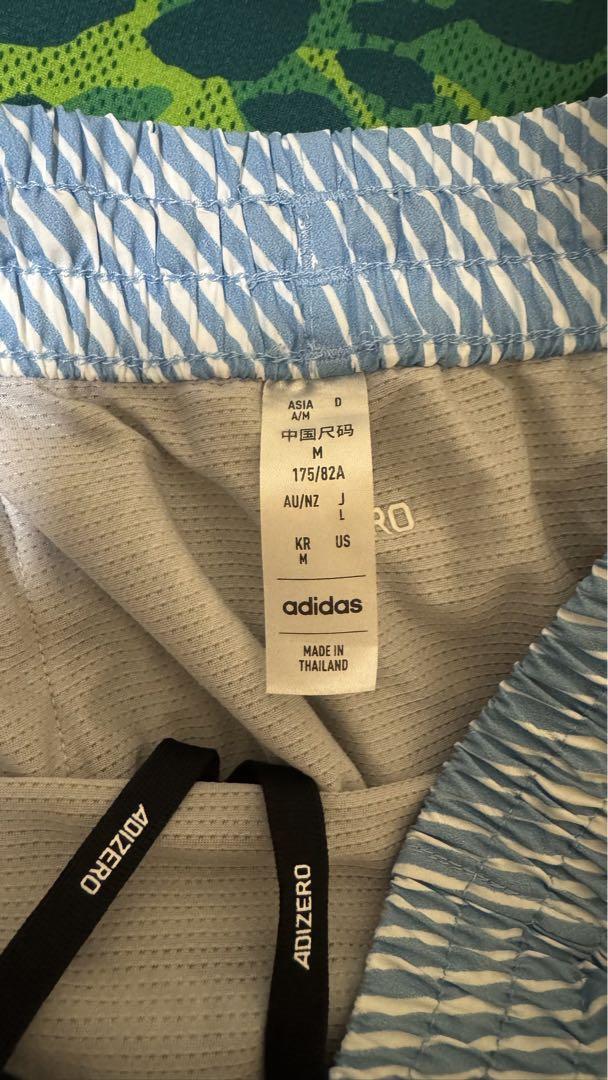 ASIA D
A/M
中国尺码
M
175/82A
AU/NZ J
L
KR US
M
adidas
MADE IN
THAILAND
RO
ADIZERO
ADIZERO